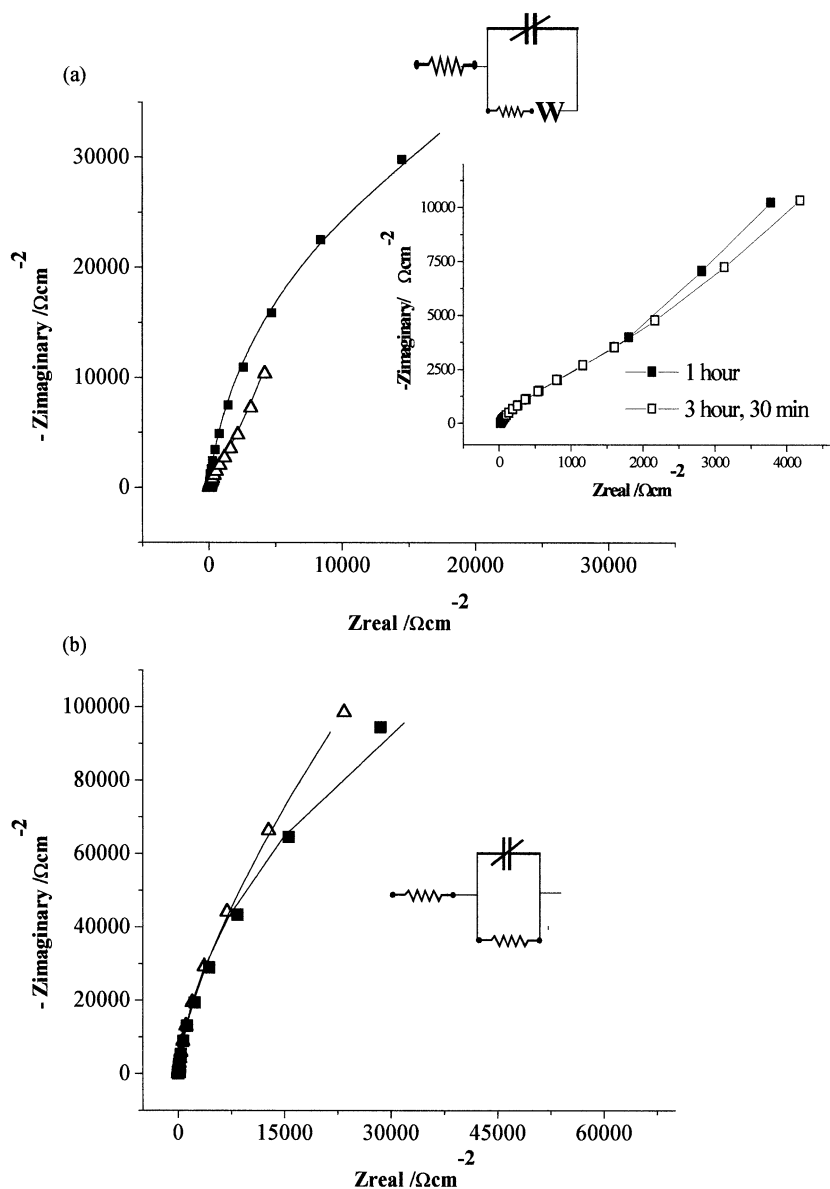 (a)
W
30000
20000
10000
0
- Zimaginary /Ωcm-2
0
10000
20000
30000
Zreal /Ωcm-2
10000
7500
5000
2500
0
-Zimaginary/ Ωcm-2
1 hour
3 hour, 30 min
0
1000
2000
3000
4000
Zreal /Ωcm-2
(b)
100000
80000
60000
40000
20000
0
- Zimaginary /Ωcm-2
0
15000
30000
45000
60000
Zreal /Ωcm-2